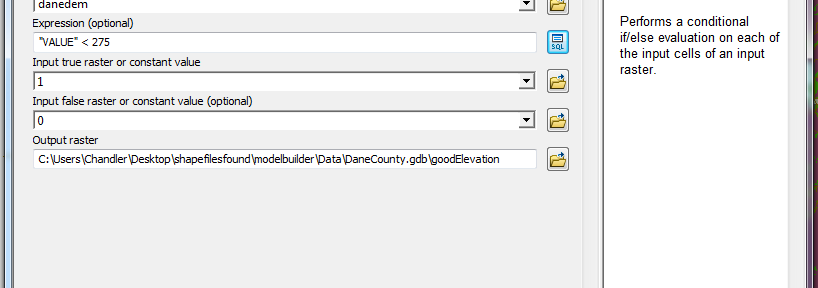 danedem
Expression (optional)
"VALUE" < 275
SQL
Input true raster or constant value
1
Input false raster or constant value (optional)
0
Output raster
C:\Users\Chandler\Desktop\shapefilesfound\modelbuilder\Data\DaneCounty.gdb\goodElevation
Performs a conditional
if/else evaluation on each of
the input cells of an input
raster.